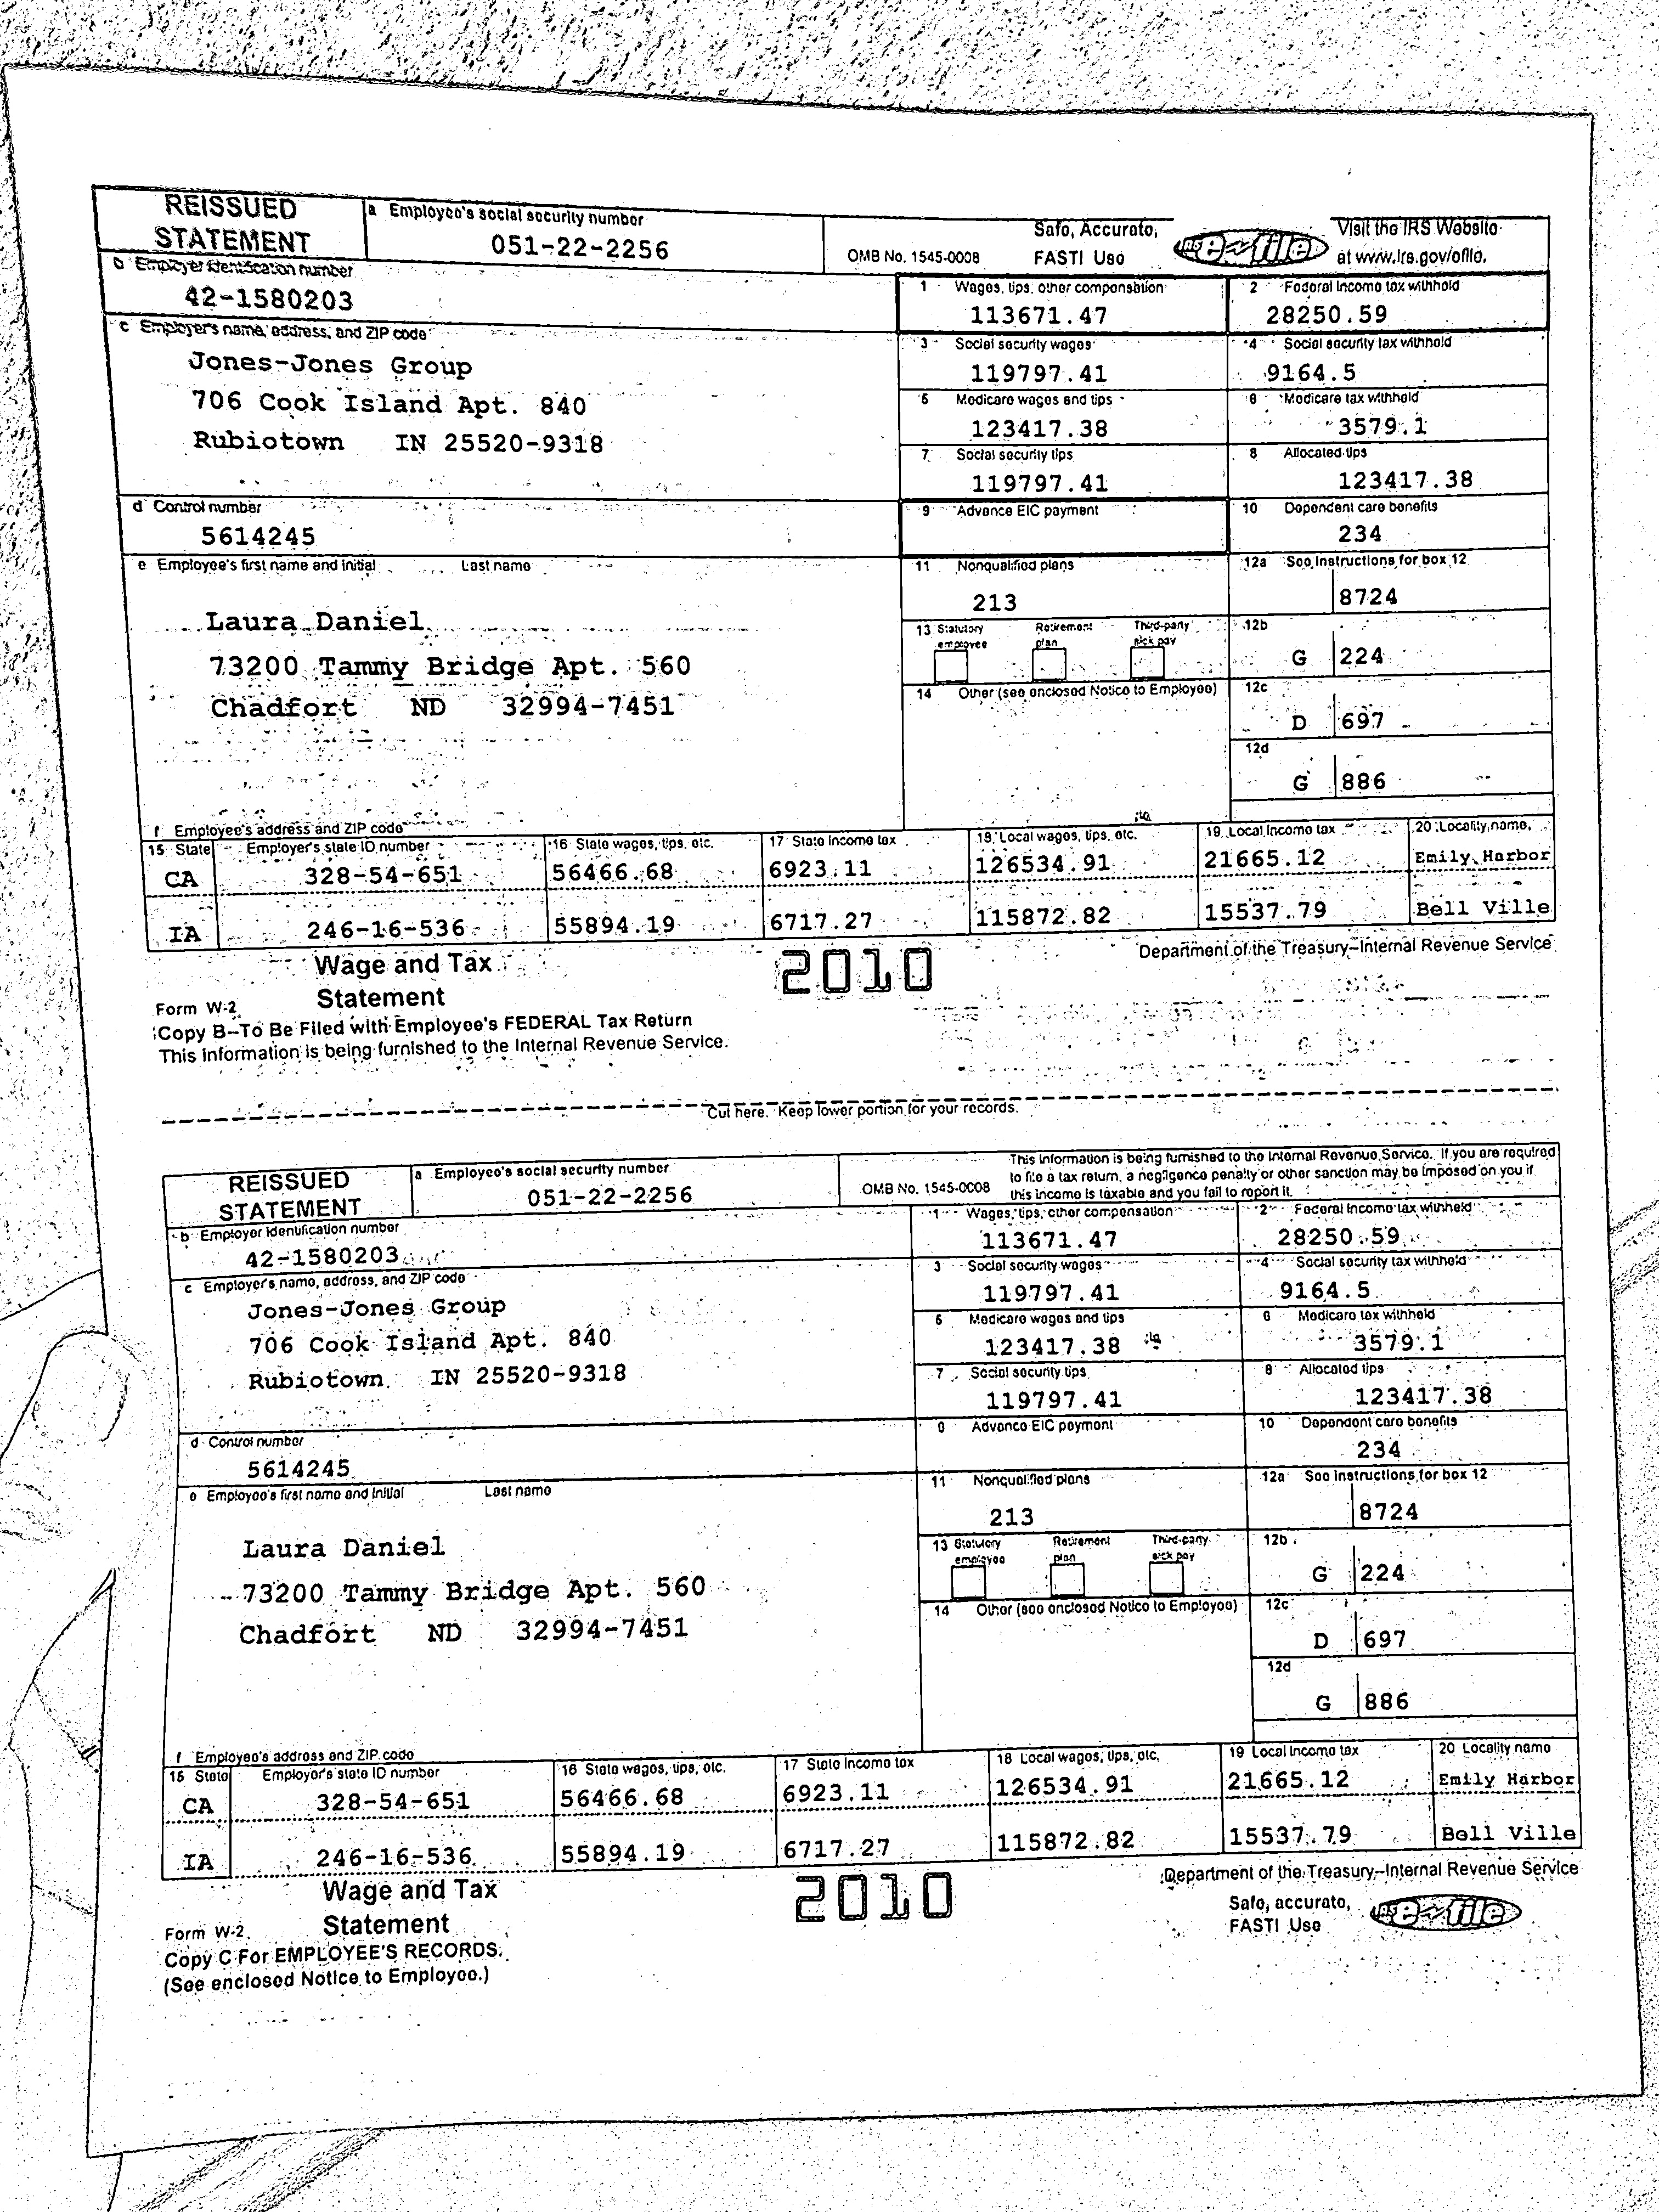 REISSUED
STATEMENT
a Employee's social security number
051-22-2256
OMB No. 1545-0008
Safe, Accurate,
FAST! Use
IRS e~file
Visit the IRS Website
at www.irs.gov/efile.
b Employer identification number
42-1580203
1 Wages, tips, other compensation
113671.47
2 Federal income tax withheld
28250.59
c Employer's name, address, and ZIP code
Jones-Jones Group
706 Cook Island Apt. 840
Rubiotown IN 25520-9318
3 Social security wages
119797.41
4 Social security tax withheld
9164.5
5 Medicare wages and tips
123417.38
6 Medicare tax withheld
3579.1
7 Social security tips
119797.41
8 Allocated tips
123417.38
d Control number
5614245
9 Advance EIC payment
10 Dependent care benefits
234
e Employee's first name and initial Last name
Laura Daniel
73200 Tammy Bridge Apt. 560
Chadfort ND 32994-7451
11 Nonqualified plans
213
12a See instructions for box 12
8724
13 Statutory employee Retirement plan Third-party sick pay
12b
G 224
14 Other (see enclosed Notice to Employee)
12c
D 697
12d
G 886
f Employee's address and ZIP code
15 State Employer's state ID number 16 State wages, tips, etc. 17 State income tax 18 Local wages, tips, etc. 19 Local income tax 20 Locality name
CA 328-54-651 56466.68 6923.11 126534.91 21665.12 Emily Harbor
IA 246-16-536 55894.19 6717.27 115872.82 15537.79 Bell Ville
Wage and Tax
Statement
Form W-2
2010
Department of the Treasury-Internal Revenue Service
Copy B--To Be Filed with Employee's FEDERAL Tax Return
This information is being furnished to the Internal Revenue Service.
Cut here. Keep lower portion for your records.
REISSUED
STATEMENT
a Employee's social security number
051-22-2256
OMB No. 1545-0008
This information is being furnished to the Internal Revenue Service. If you are required
to file a tax return, a negligence penalty or other sanction may be imposed on you if
this income is taxable and you fail to report it.
b Employer identification number
42-1580203
1 Wages, tips, other compensation
113671.47
2 Federal income tax withheld
28250.59
c Employer's name, address, and ZIP code
Jones-Jones Group
706 Cook Island Apt. 840
Rubiotown IN 25520-9318
3 Social security wages
119797.41
4 Social security tax withheld
9164.5
5 Medicare wages and tips
123417.38
6 Medicare tax withheld
3579.1
7 Social security tips
119797.41
8 Allocated tips
123417.38
d Control number
5614245
9 Advance EIC payment
10 Dependent care benefits
234
e Employee's first name and initial Last name
Laura Daniel
73200 Tammy Bridge Apt. 560
Chadfort ND 32994-7451
11 Nonqualified plans
213
12a See instructions for box 12
8724
13 Statutory employee Retirement plan Third-party sick pay
12b
G 224
14 Other (see enclosed Notice to Employee)
12c
D 697
12d
G 886
f Employee's address and ZIP code
15 State Employer's state ID number 16 State wages, tips, etc. 17 State income tax 18 Local wages, tips, etc. 19 Local income tax 20 Locality name
CA 328-54-651 56466.68 6923.11 126534.91 21665.12 Emily Harbor
IA 246-16-536 55894.19 6717.27 115872.82 15537.79 Bell Ville
Wage and Tax
Statement
Form W-2
2010
Department of the Treasury-Internal Revenue Service
Safe, accurate,
FAST! Use
IRS e~file
Copy C For EMPLOYEE'S RECORDS.
(See enclosed Notice to Employee.)